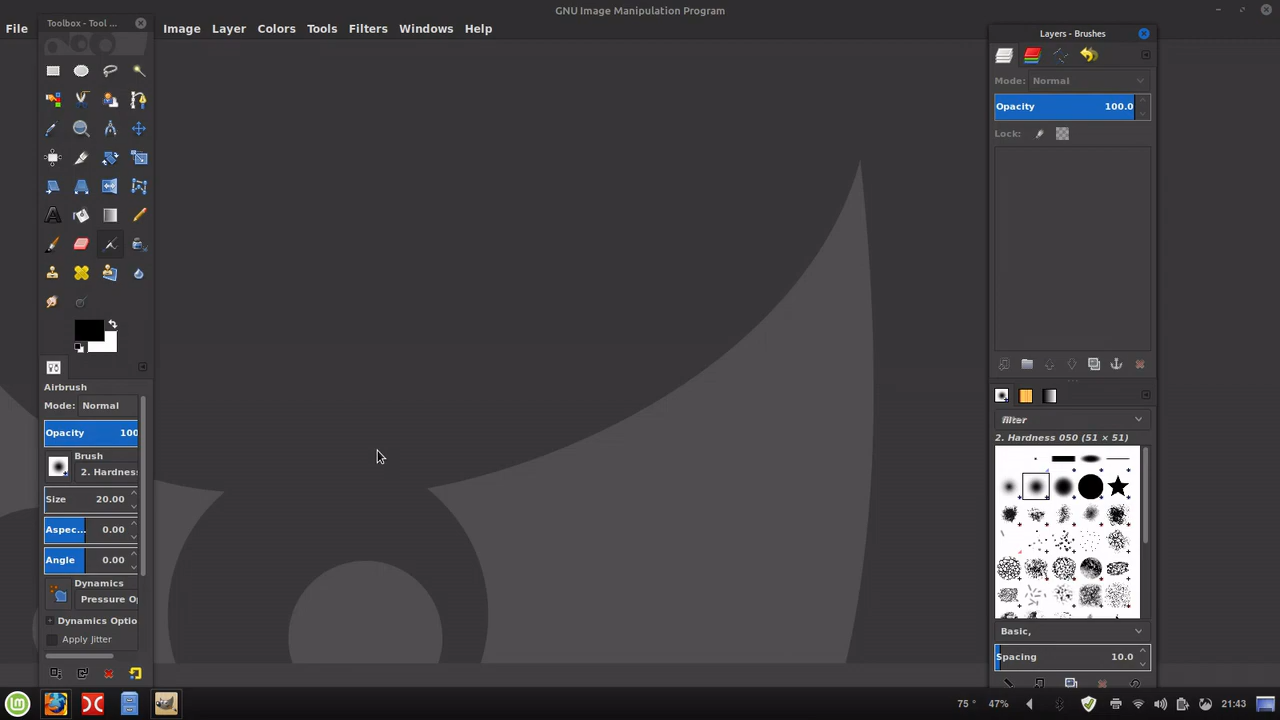 GNU Image Manipulation Program
Toolbox - Tool ...
File
Image
Layer
Colors
Tools
Filters
Windows
Help
Airbrush
Mode: Normal
Opacity 100
Brush
2. Hardness
Size 20.00
Aspec... 0.00
Angle 0.00
Dynamics
Pressure Op
Dynamics Optio
Apply Jitter
Layers - Brushes
Mode: Normal
Opacity 100.0
Lock:
filter
2. Hardness 050 (51 × 51)
Basic,
Spacing 10.0
75 ° 47% 21:43